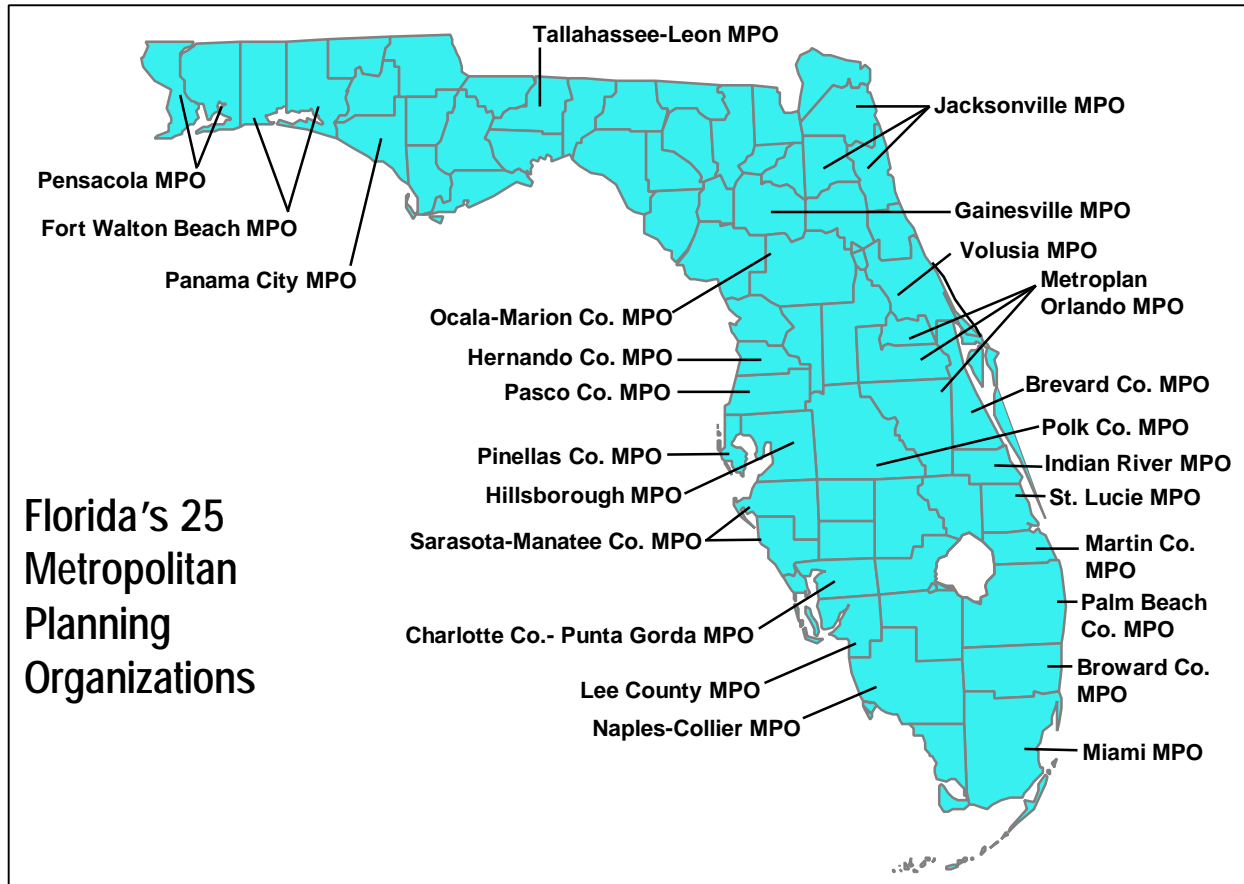 Tallahassee-Leon MPO
Jacksonville MPO
Pensacola MPO
Fort Walton Beach MPO
Panama City MPO
Gainesville MPO
Volusia MPO
Metroplan
Orlando MPO
Ocala-Marion Co. MPO
Hernando Co. MPO
Pasco Co. MPO
Brevard Co. MPO
Polk Co. MPO
Pinellas Co. MPO
Indian River MPO
Hillsborough MPO
St. Lucie MPO
Sarasota-Manatee Co. MPO
Martin Co.
MPO
Palm Beach
Co. MPO
Charlotte Co.- Punta Gorda MPO
Broward Co.
MPO
Lee County MPO
Naples-Collier MPO
Miami MPO
Florida's 25
Metropolitan
Planning
Organizations